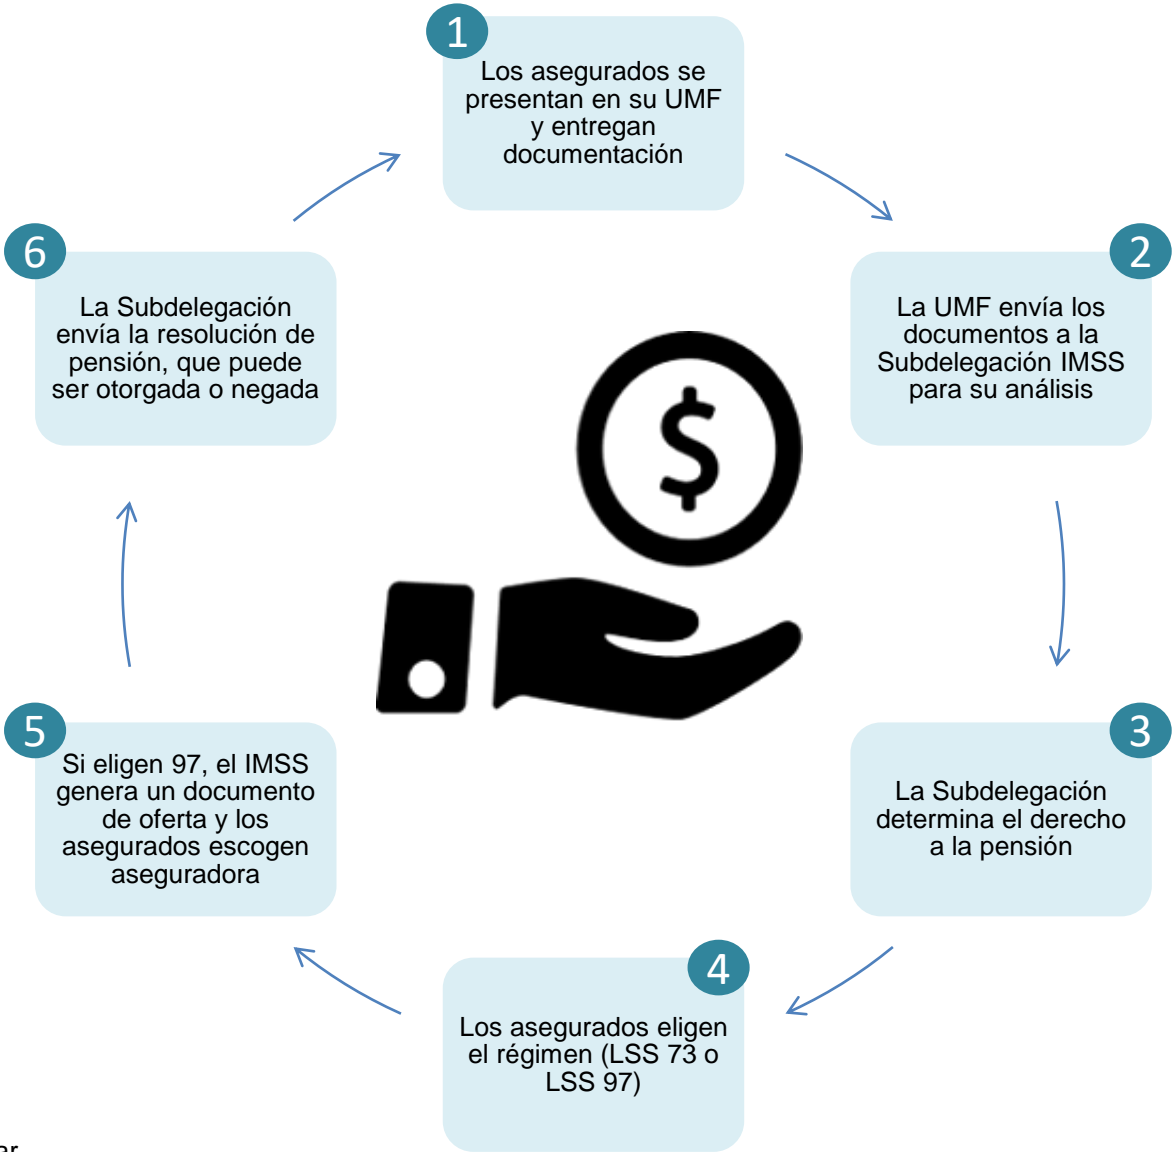 1
Los asegurados se
presentan en su UMF
y entregan
documentación
2
La UMF envía los
documentos a la
Subdelegación IMSS
para su análisis
3
La Subdelegación
determina el derecho
a la pensión
4
Los asegurados eligen
el régimen (LSS 73 o
LSS 97)
5
Si eligen 97, el IMSS
genera un documento
de oferta y los
asegurados escogen
aseguradora
6
La Subdelegación
envía la resolución de
pensión, que puede
ser otorgada o negada
$